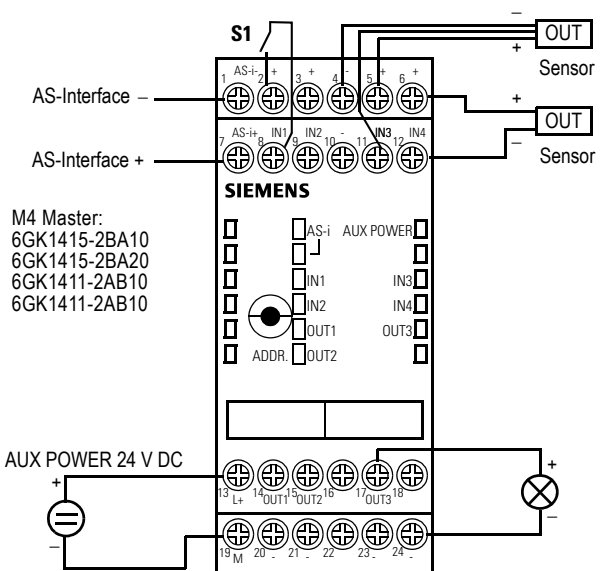 S1
–
+
OUT
Sensor
AS-i-
+
+
-
+
+
1 2 3 4 5 6
AS-Interface –
+
OUT
–
Sensor
AS-i+ IN1 IN2 - IN3 IN4
7 8 9 10 11 12
AS-Interface +
SIEMENS
M4 Master:
6GK1415-2BA10
6GK1415-2BA20
6GK1411-2AB10
6GK1411-2AB10
AS-i AUX POWER
IN1 IN3
IN2 IN4
OUT1 OUT3
ADDR. OUT2
AUX POWER 24 V DC
+
–
+
–
13 14 15 16 17 18
L+ OUT1 OUT2 OUT3
19 20 21 22 23 24
M - - - - -